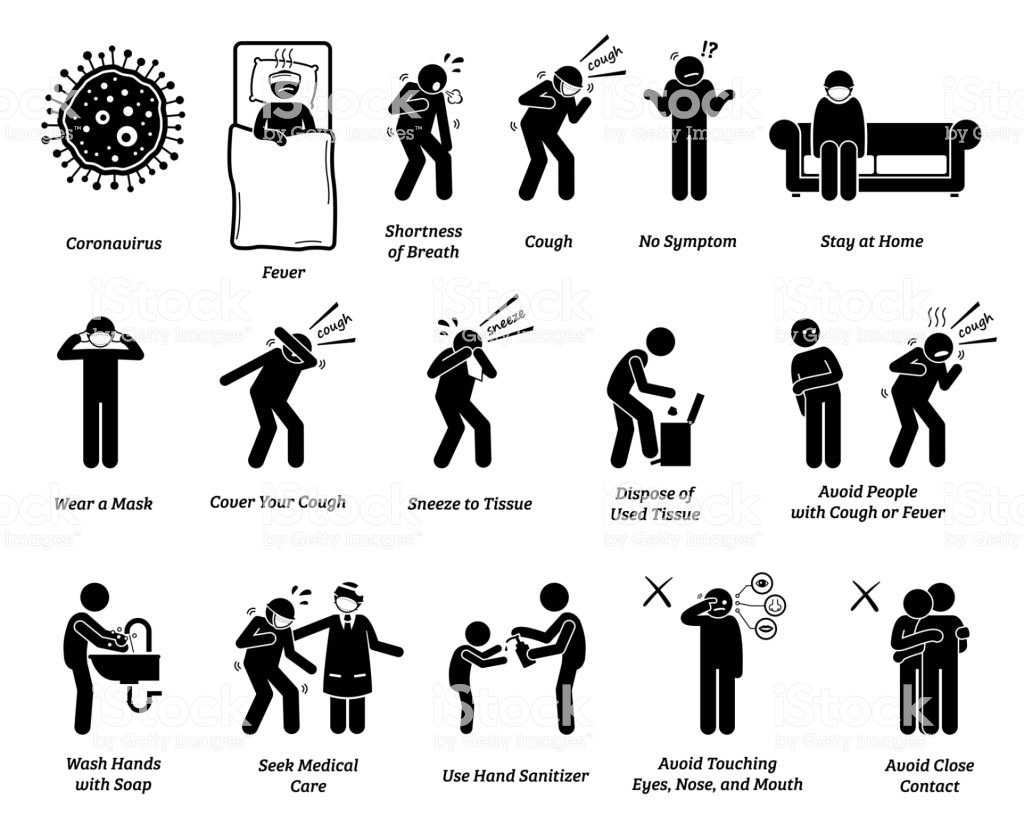 cough
!?
Coronavirus
Fever
Shortness
of Breath
Cough
No Symptom
Stay at Home
iStock
by Getty Images™
cough
sneeze
cough
Wear a Mask
Cover Your Cough
Sneeze to Tissue
Dispose of
Used Tissue
Avoid People
with Cough or Fever
Wash Hands
with Soap
Seek Medical
Care
Use Hand Sanitizer
Avoid Touching
Eyes, Nose, and Mouth
Avoid Close
Contact